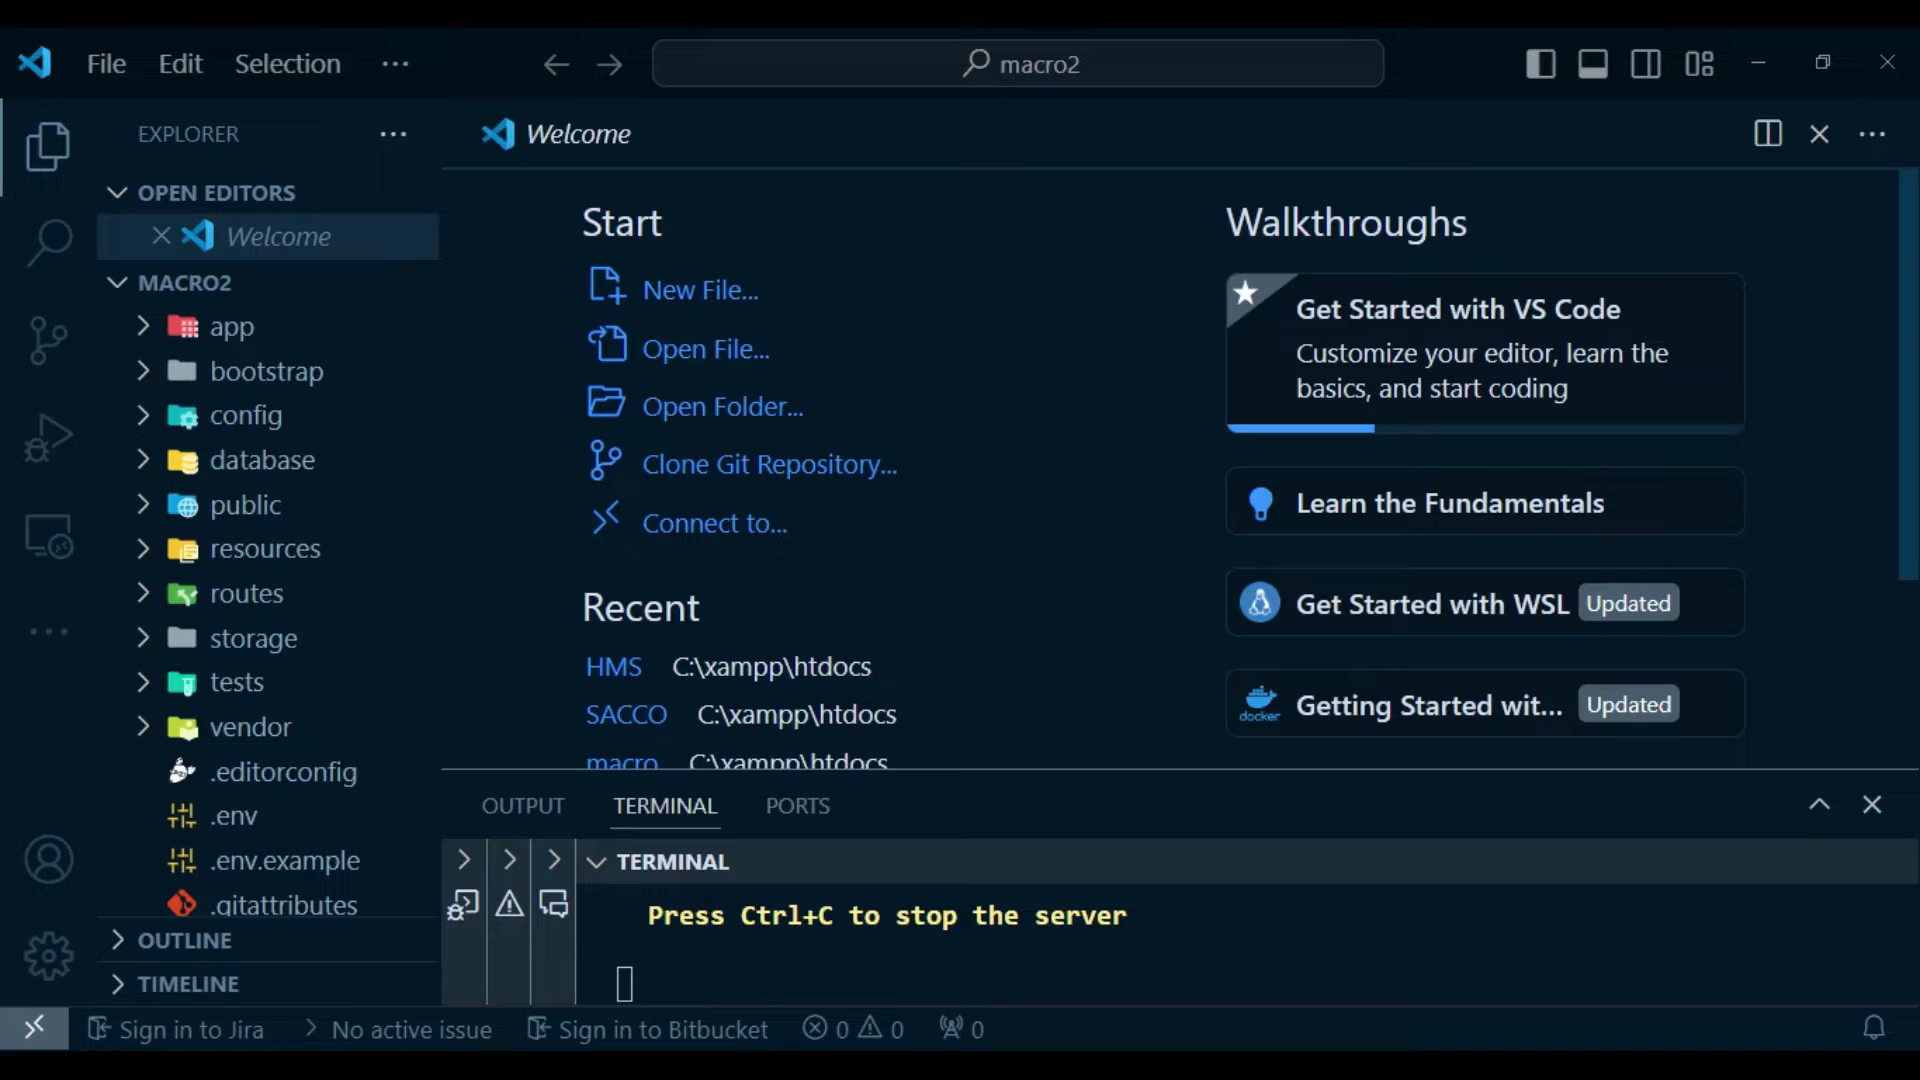 File Edit Selection ···
macro2
EXPLORER ···
OPEN EDITORS
Welcome
MACRO2
app
bootstrap
config
database
public
resources
routes
storage
tests
vendor
.editorconfig
.env
.env.example
.gitattributes
OUTLINE
TIMELINE
Welcome
Start
New File...
Open File...
Open Folder...
Clone Git Repository...
Connect to...
Recent
HMS C:\xampp\htdocs
SACCO C:\xampp\htdocs
macro C:\xampp\htdocs
Walkthroughs
Get Started with VS Code
Customize your editor, learn the
basics, and start coding
Learn the Fundamentals
Get Started with WSL Updated
docker
Getting Started wit... Updated
OUTPUT TERMINAL PORTS
TERMINAL
Press Ctrl+C to stop the server
Sign in to Jira No active issue Sign in to Bitbucket 0 0 0